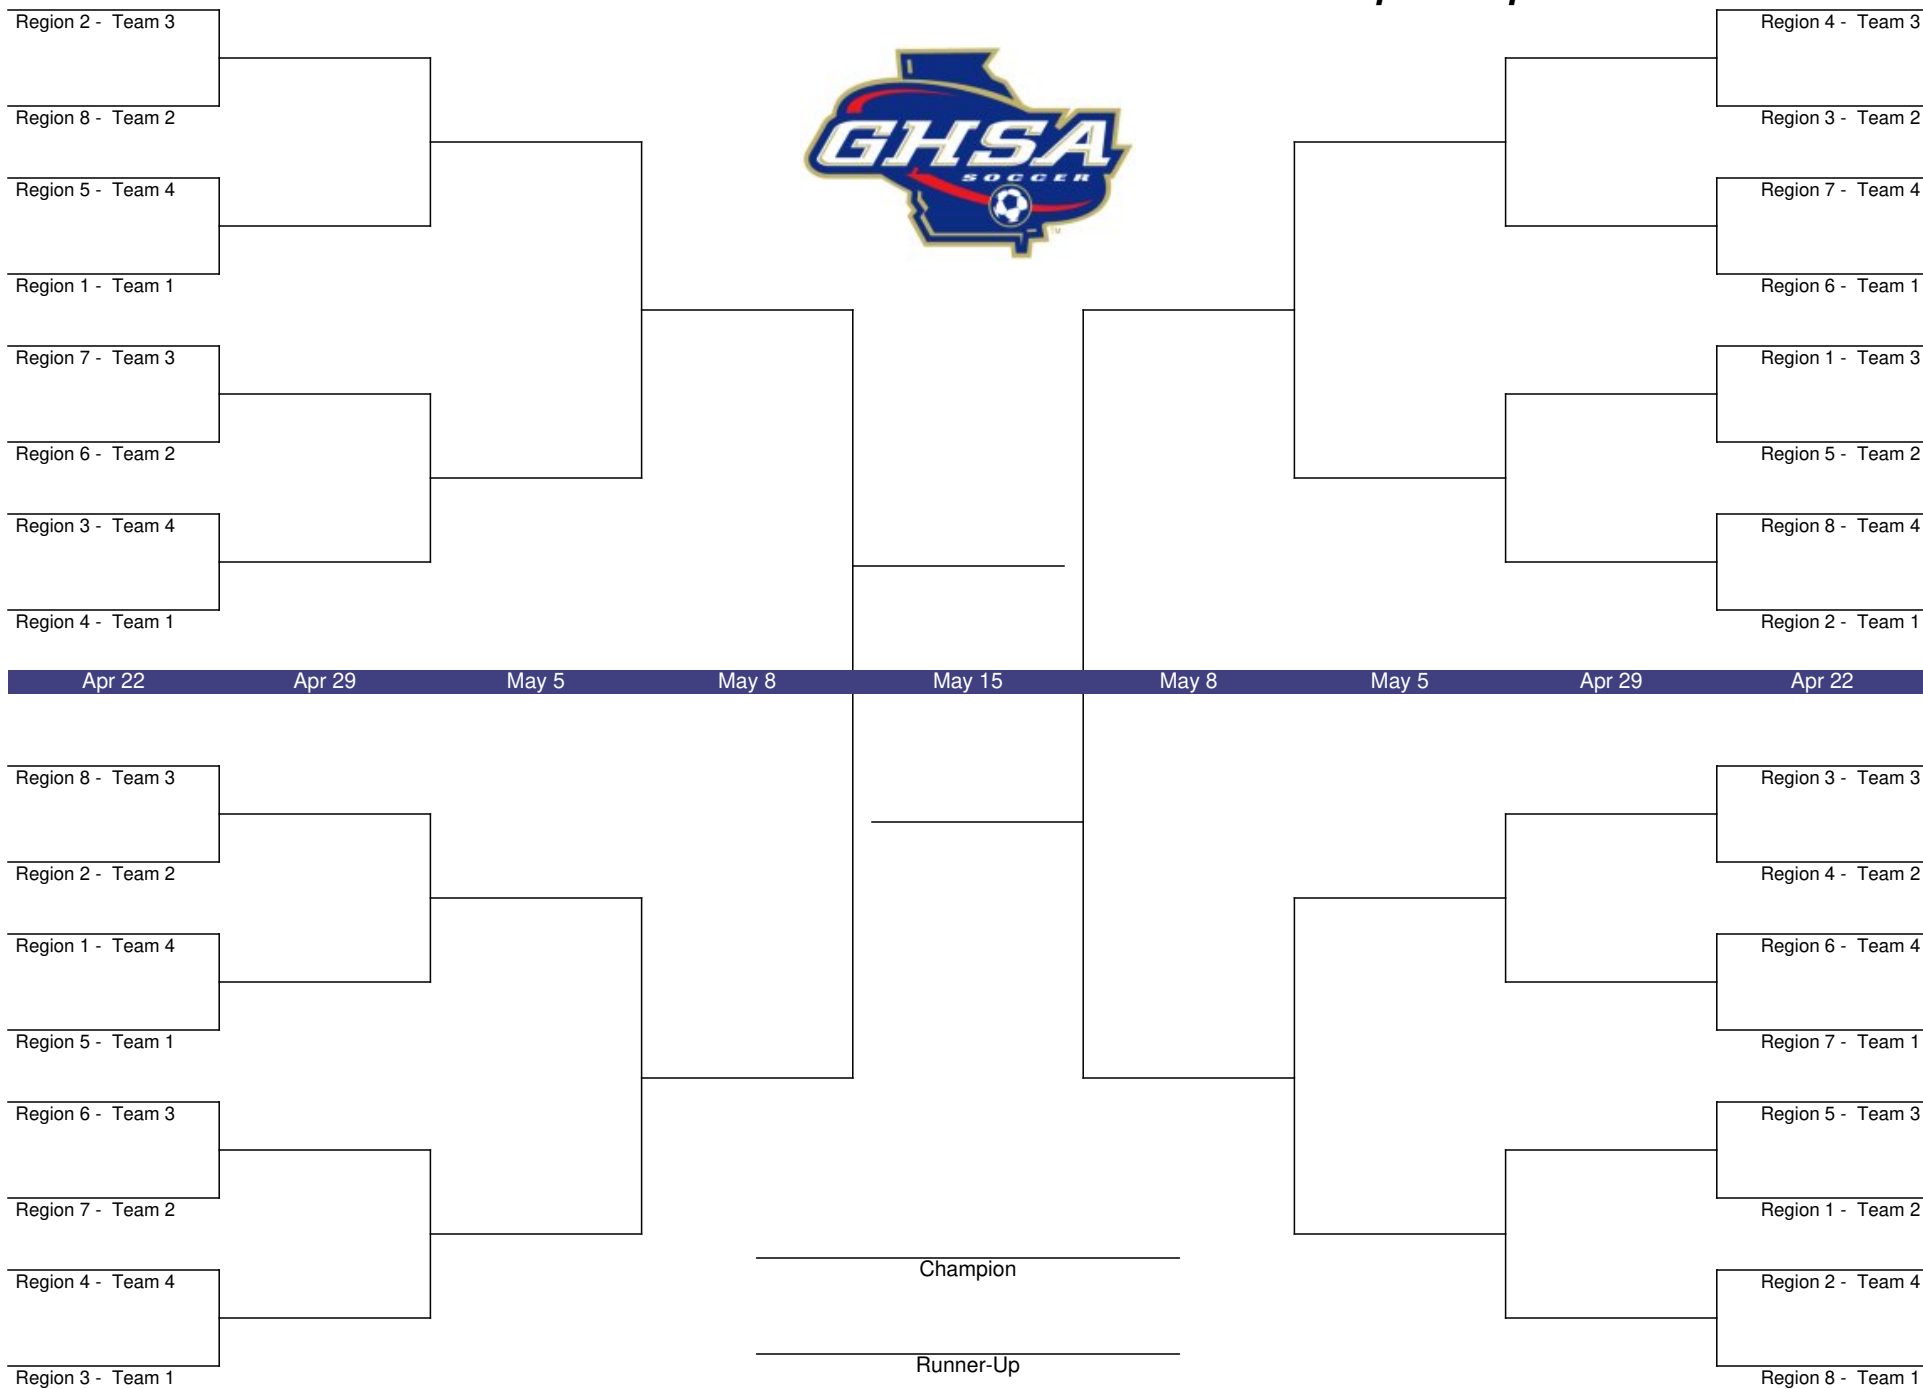 Region 2 - Team 3
Region 8 - Team 2
Region 5 - Team 4
Region 1 - Team 1
Region 7 - Team 3
Region 6 - Team 2
Region 3 - Team 4
Region 4 - Team 1
GHSA
SOCCER
TM
Region 4 - Team 3
Region 3 - Team 2
Region 7 - Team 4
Region 6 - Team 1
Region 1 - Team 3
Region 5 - Team 2
Region 8 - Team 4
Region 2 - Team 1
Apr 22 Apr 29 May 5 May 8 May 15 May 8 May 5 Apr 29 Apr 22
Region 8 - Team 3
Region 2 - Team 2
Region 1 - Team 4
Region 5 - Team 1
Region 6 - Team 3
Region 7 - Team 2
Region 4 - Team 4
Region 3 - Team 1
Champion
Runner-Up
Region 3 - Team 3
Region 4 - Team 2
Region 6 - Team 4
Region 7 - Team 1
Region 5 - Team 3
Region 1 - Team 2
Region 2 - Team 4
Region 8 - Team 1